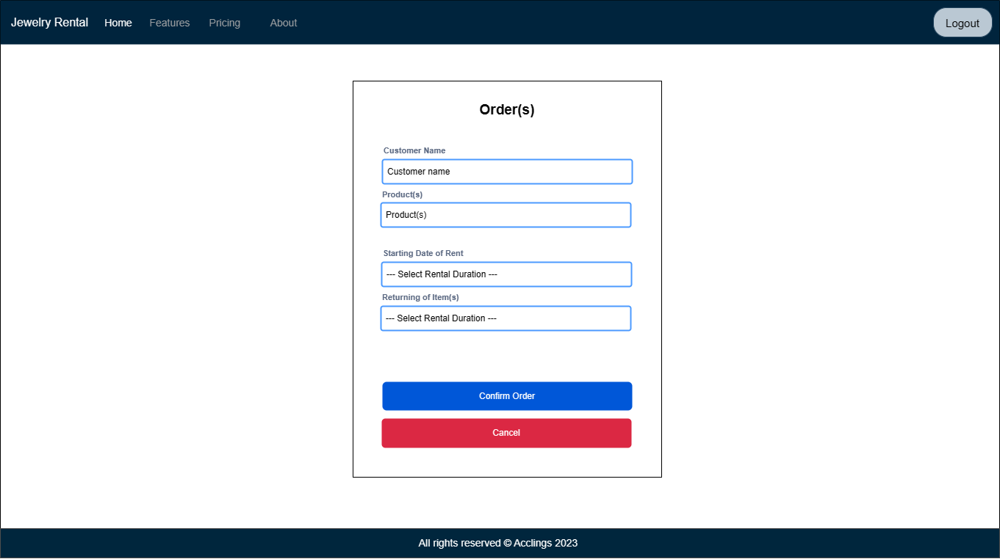 Jewelry Rental Home Features Pricing About Logout
Order(s)
Customer Name
Customer name
Product(s)
Product(s)
Starting Date of Rent
--- Select Rental Duration ---
Returning of Item(s)
--- Select Rental Duration ---
Confirm Order
Cancel
All rights reserved © Acclings 2023